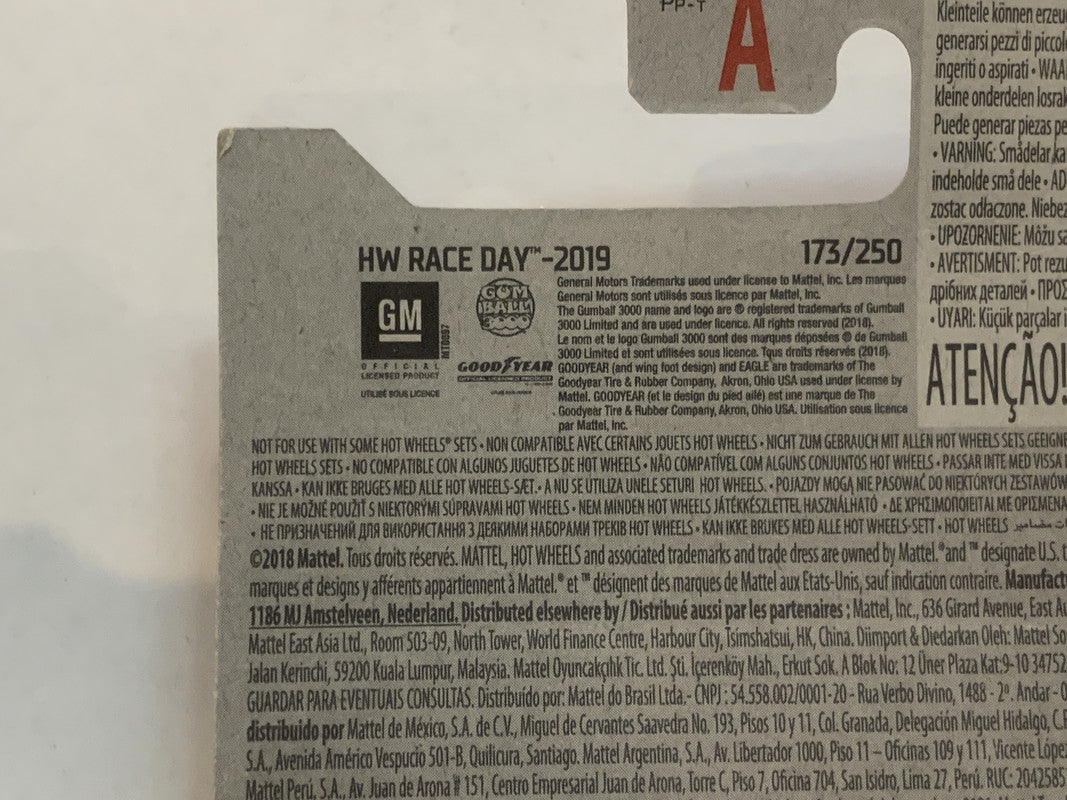 PP-T
A
Kleinteile können erzeu
generarsi pezzi di piccol
ingeriti o aspirati • WAA
kleine onderdelen losrak
Puede generar piezas pe
• VARNING: Smådelar ka
indeholde små dele • AD
zostac odłaczone. Niebez
• UPOZORNENIE: Môžu sa
• AVERTISMENT: Pot rezu
дрібних деталей • ΠΡΟΣ
• UYARI: Küçük parçalar i
ATENÇÃO!
HW RACE DAY™-2019
173/250
GM
MT0697
OFFICIAL
LICENSED PRODUCT
UTILISÉ SOUS LICENCE
GUM
BALL
3000
GOODYEAR
OFFICIAL LICENSED PRODUCT
General Motors Trademarks used under license to Mattel, Inc. Les marques
General Motors sont utilisés sous licence par Mattel, Inc.
The Gumball 3000 name and logo are ® registered trademarks of Gumball
3000 Limited and are used under licence. All rights reserved (2018).
Le nom et le logo Gumball 3000 sont des marques déposées ® de Gumball
3000 Limited et sont utilisées sous licence. Tous droits réservés (2018).
GOODYEAR (and wing foot design) and EAGLE are trademarks of The
Goodyear Tire & Rubber Company, Akron, Ohio USA used under license by
Mattel. GOODYEAR (et le design du pied ailé) est une marque de The
Goodyear Tire & Rubber Company, Akron, Ohio USA. Utilisation sous licence
par Mattel, Inc.
NOT FOR USE WITH SOME HOT WHEELS® SETS • NON COMPATIBLE AVEC CERTAINS JOUETS HOT WHEELS • NICHT ZUM GEBRAUCH MIT ALLEN HOT WHEELS SETS GEEIGNE
HOT WHEELS SETS • NO COMPATIBLE CON ALGUNOS JUGUETES DE HOT WHEELS • NÃO COMPATÍVEL COM ALGUNS CONJUNTOS HOT WHEELS • PASSAR INTE MED VISSA
KANSSA • KAN IKKE BRUGES MED ALLE HOT WHEELS-SÆT. • A NU SE UTILIZA UNELE SETURI HOT WHEELS. • POJAZDY MOGĄ NIE PASOWAĆ DO NIEKTÓRYCH ZESTAWÓW
• NIE JE MOŽNÉ POUŽIŤ S NIEKTORÝMI SÚPRAVAMI HOT WHEELS • NEM MINDEN HOT WHEELS JÁTÉKKÉSZLETTEL HASZNÁLHATÓ • ΔΕ ΧΡΗΣΙΜΟΠΟΙΕΙΤΑΙ ΜΕ ΟΡΙΣΜΕΝΑ
• НЕ ПРИЗНАЧЕНИЙ ДЛЯ ВИКОРИСТАННЯ З ДЕЯКИМИ НАБОРАМИ ТРЕКІВ HOT WHEELS • KAN IKKE BRUKES MED ALLE HOT WHEELS-SETT • HOT WHEELS
©2018 Mattel. Tous droits réservés. MATTEL, HOT WHEELS and associated trademarks and trade dress are owned by Mattel. ® and ™ designate U.S. t
marques et designs y afférents appartiennent à Mattel. ® et ™ désignent des marques de Mattel aux Etats-Unis, sauf indication contraire. Manufact
1186 MJ Amstelveen, Nederland. Distributed elsewhere by / Distribué aussi par les partenaires : Mattel, Inc., 636 Girard Avenue, East Au
Mattel East Asia Ltd., Room 503-09, North Tower, World Finance Centre, Harbour City, Tsimshatsui, HK, China. Diimport & Diedarkan Oleh: Mattel So
Jalan Kerinchi, 59200 Kuala Lumpur, Malaysia. Mattel Oyuncakçılık Tic. Ltd. Şti. İçerenköy Mah., Erkut Sok. A Blok No: 12 Üner Plaza Kat:9-10 34752
GUARDAR PARA EVENTUAIS CONSULTAS. Distribuido por: Mattel do Brasil Ltda. - CNPJ : 54.558.002/0001-20 - Rua Verbo Divino, 1488 - 2º. Andar - 0
distribuido por Mattel de México, S.A. de C.V., Miguel de Cervantes Saavedra No. 193, Pisos 10 y 11, Col. Granada, Delegación Miguel Hidalgo, C.P
S.A., Avenida Américo Vespucio 501-B, Quilicura, Santiago. Mattel Argentina, S.A., Av. Libertador 1000, Piso 11 – Oficinas 109 y 111, Vicente López
Mattel Perú, S.A., Av. Juan de Arona # 151, Centro Empresarial Juan de Arona, Torre C, Piso 7, Oficina 704, San Isidro, Lima 27, Perú. RUC: 2042585